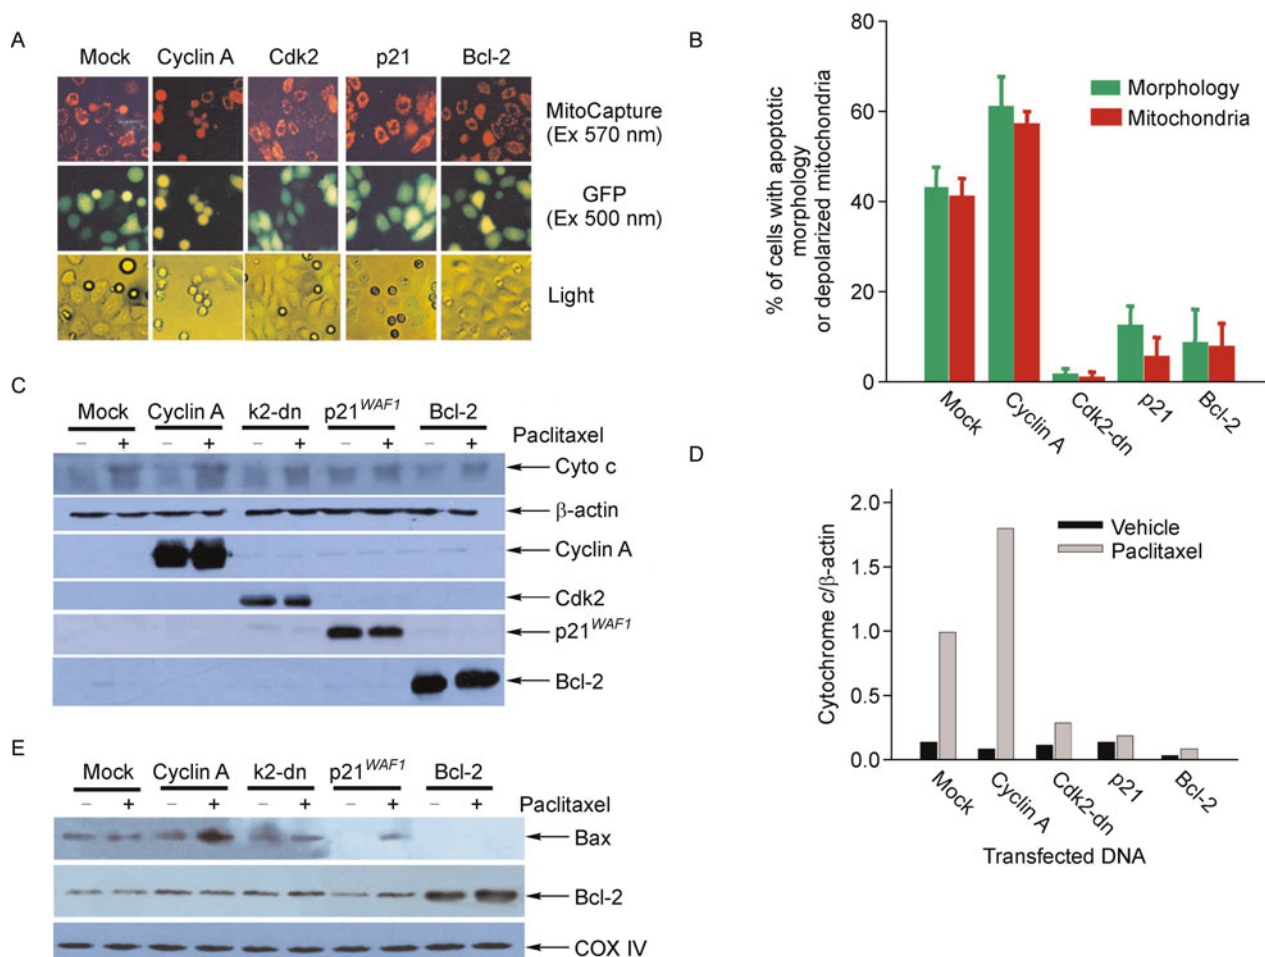 A
Mock Cyclin A Cdk2 p21 Bcl-2
MitoCapture
(Ex 570 nm)
GFP
(Ex 500 nm)
Light
B
% of cells with apoptotic
morphology
or depolarized mitochondria
80
60
40
20
0
Morphology
Mitochondria
Mock Cyclin A Cdk2-dn p21 Bcl-2
C
Mock Cyclin A k2-dn p21WAF1 Bcl-2
– + – + – + – + – + Paclitaxel
Cyto c
β-actin
Cyclin A
Cdk2
p21WAF1
Bcl-2
D
Cytochrome c/β-actin
2.0
1.5
1.0
0.5
0.0
Vehicle
Paclitaxel
Mock Cyclin A Cdk2-dn p21 Bcl-2
Transfected DNA
E
Mock Cyclin A k2-dn p21WAF1 Bcl-2
– + – + – + – + – + Paclitaxel
Bax
Bcl-2
COX IV